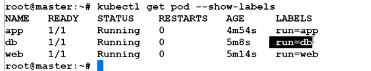 root@master:~# kubectl get pod --show-labels
NAME READY STATUS RESTARTS AGE LABELS
app 1/1 Running 0 4m54s run=app
db 1/1 Running 0 5m8s run=db
web 1/1 Running 0 5m14s run=web
root@master:~#